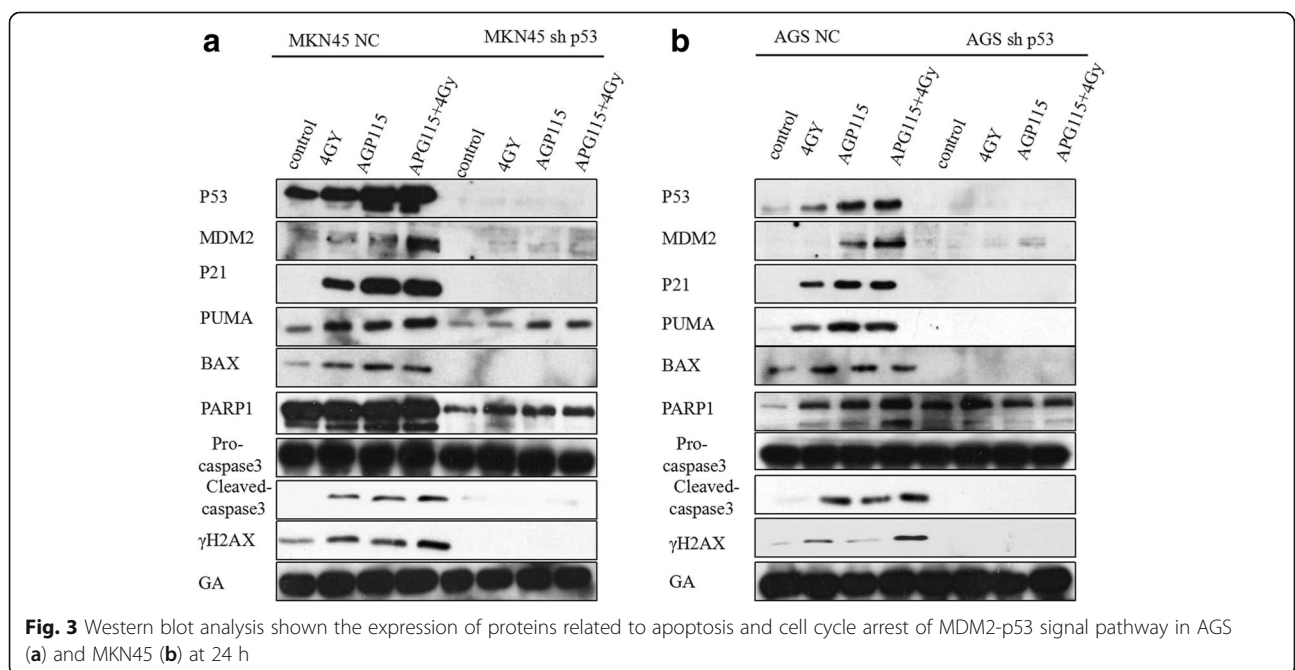 a
MKN45 NC
MKN45 sh p53
control
4GY
AGP115
APG115+4Gy
control
4GY
AGP115
APG115+4Gy
P53
MDM2
P21
PUMA
BAX
PARP1
Pro-
caspase3
Cleaved-
caspase3
γH2AX
GA
b
AGS NC
AGS sh p53
control
4GY
AGP115
APG115+4Gy
control
4GY
AGP115
APG115+4Gy
P53
MDM2
P21
PUMA
BAX
PARP1
Pro-
caspase3
Cleaved-
caspase3
γH2AX
GA
Fig. 3 Western blot analysis shown the expression of proteins related to apoptosis and cell cycle arrest of MDM2-p53 signal pathway in AGS
(a) and MKN45 (b) at 24 h